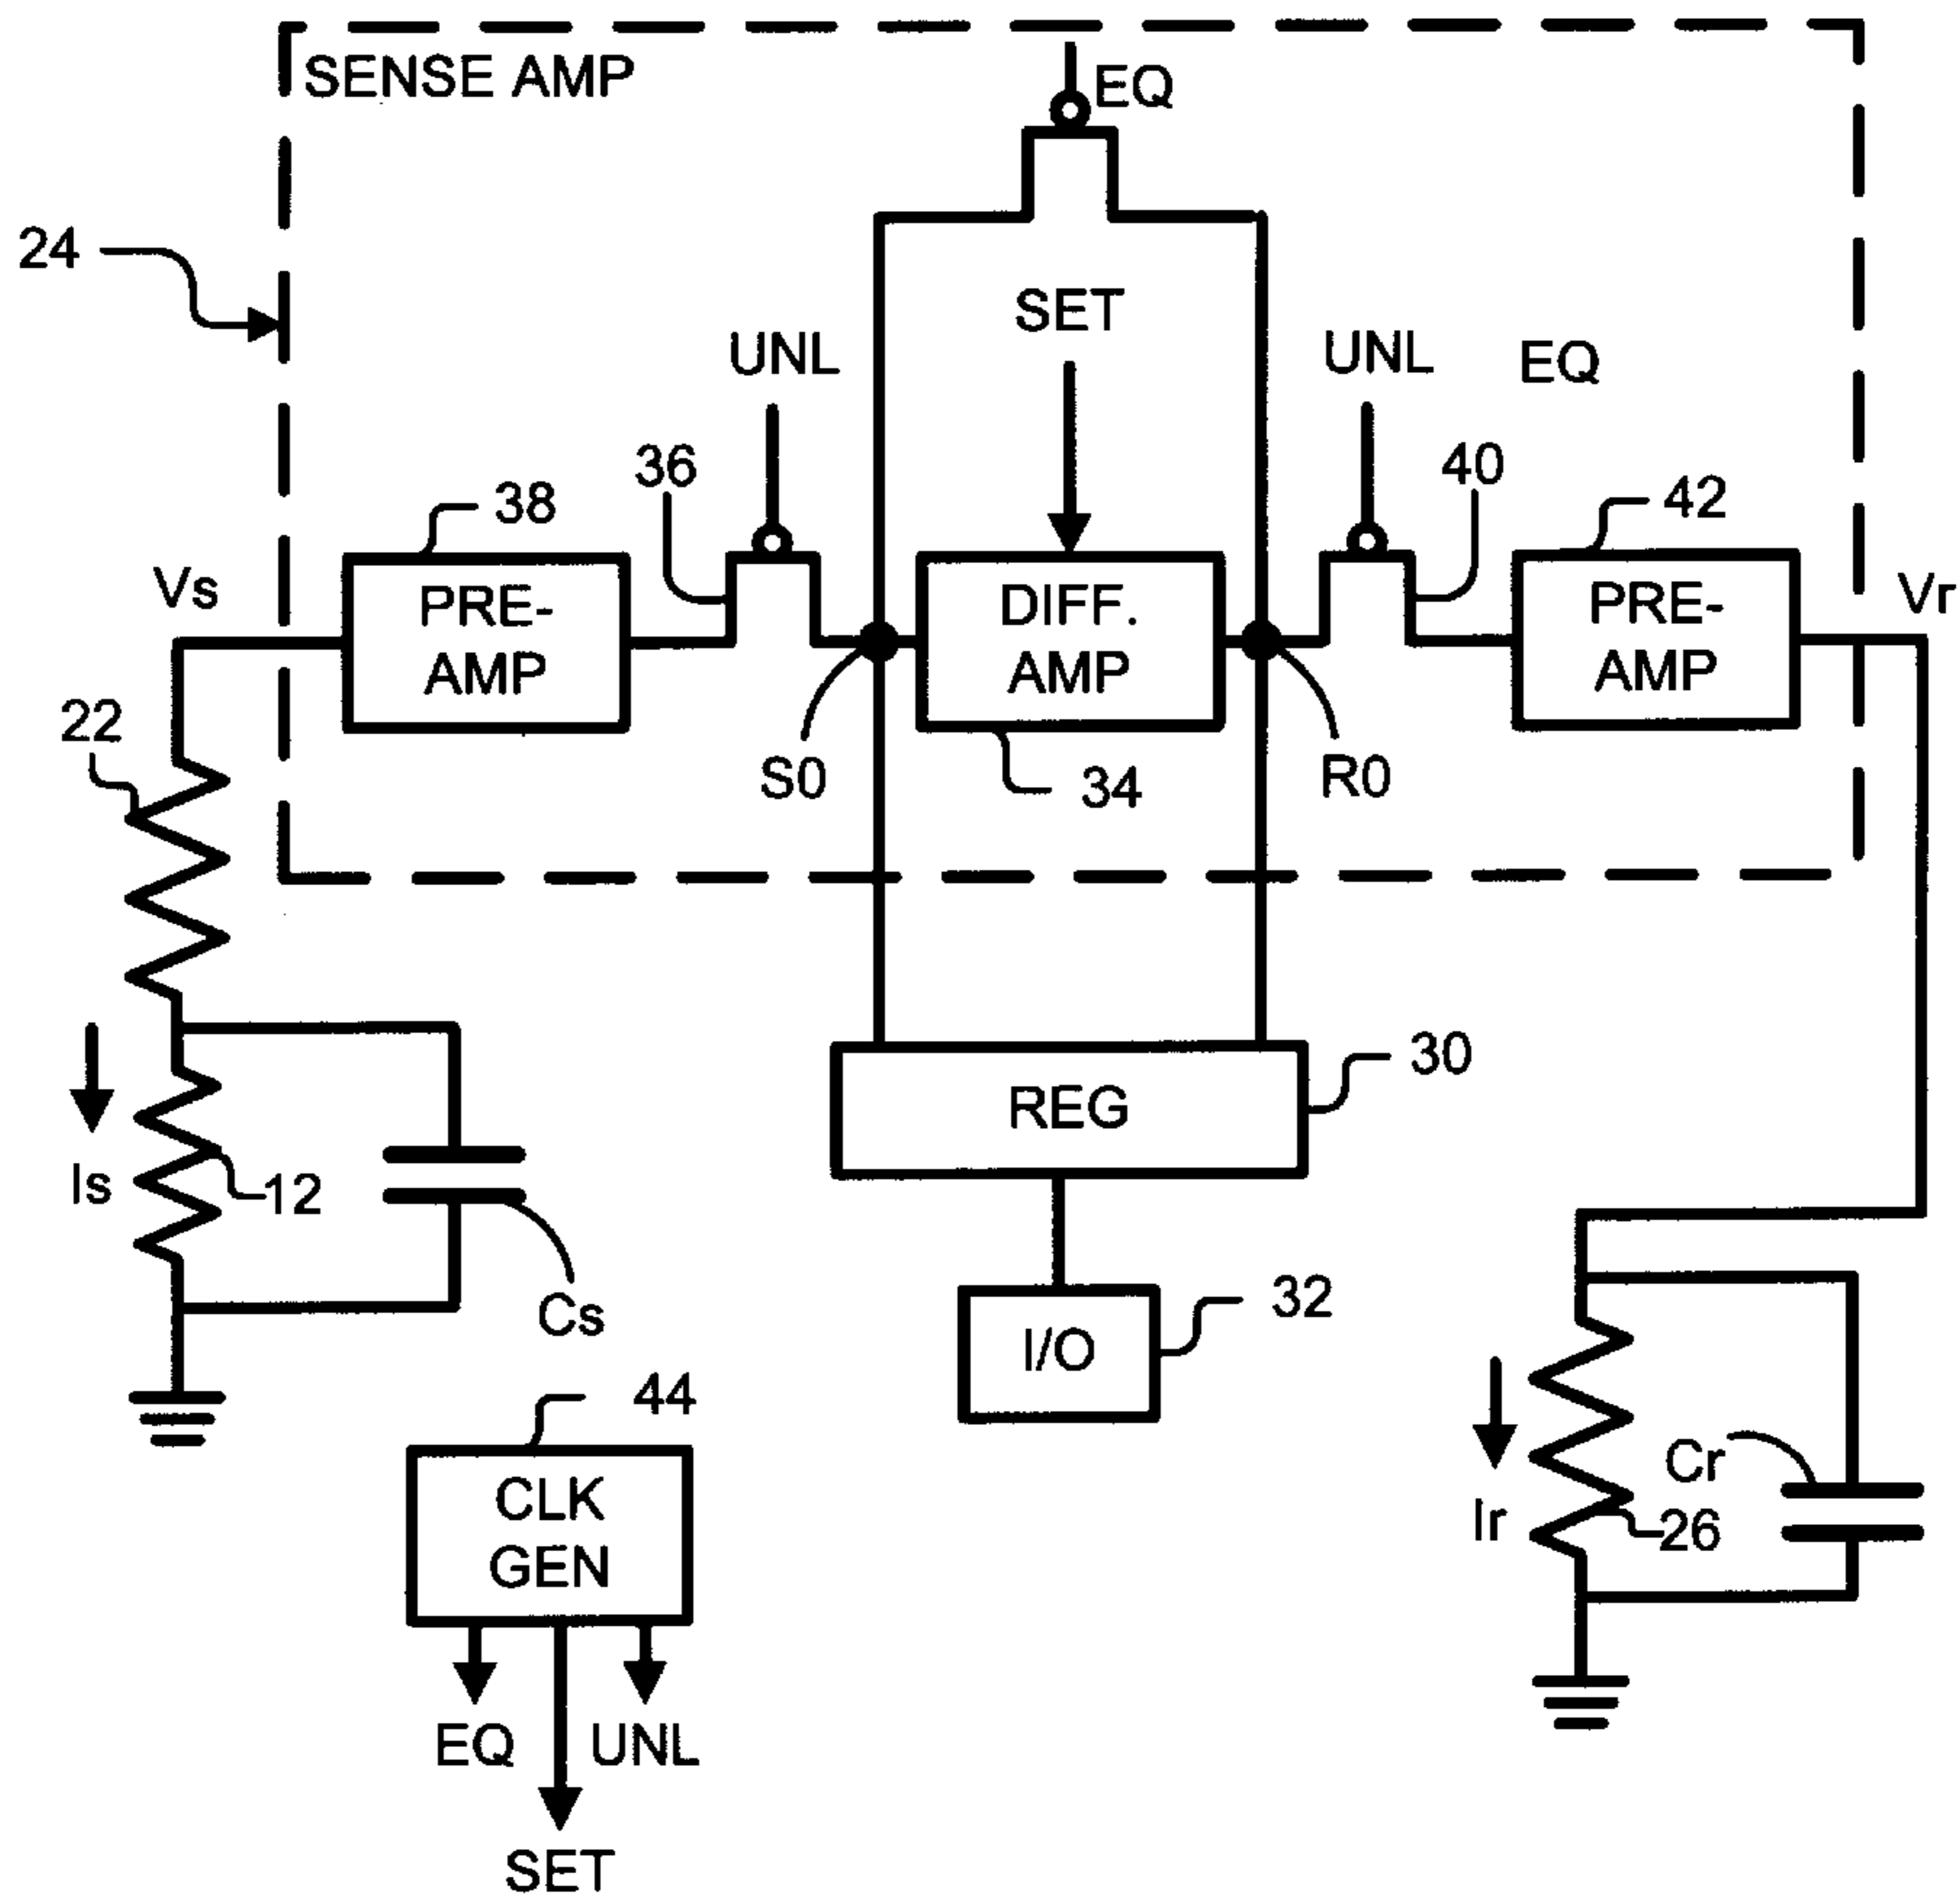 SENSE AMP
EQ
24
SET
UNL
UNL
EQ
36
40
38
42
Vs
PRE-
AMP
DIFF.
AMP
PRE-
AMP
Vr
22
S0
34
R0
30
REG
Is
12
Cs
32
I/O
44
CLK
GEN
Cr
Ir
26
EQ
UNL
SET